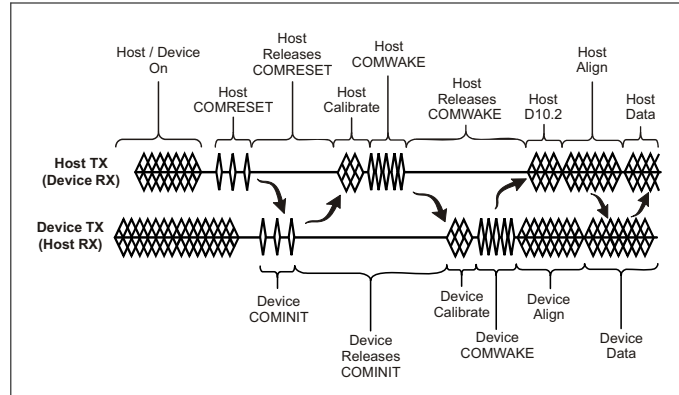 Host / Device
On
Host
COMRESET
Host
Releases
COMRESET
Host
Calibrate
Host
COMWAKE
Host
Releases
COMWAKE
Host
D10.2
Host
Align
Host
Data
Host TX
(Device RX)
Device TX
(Host RX)
Device
COMINIT
Device
Releases
COMINIT
Device
Calibrate
Device
COMWAKE
Device
Align
Device
Data